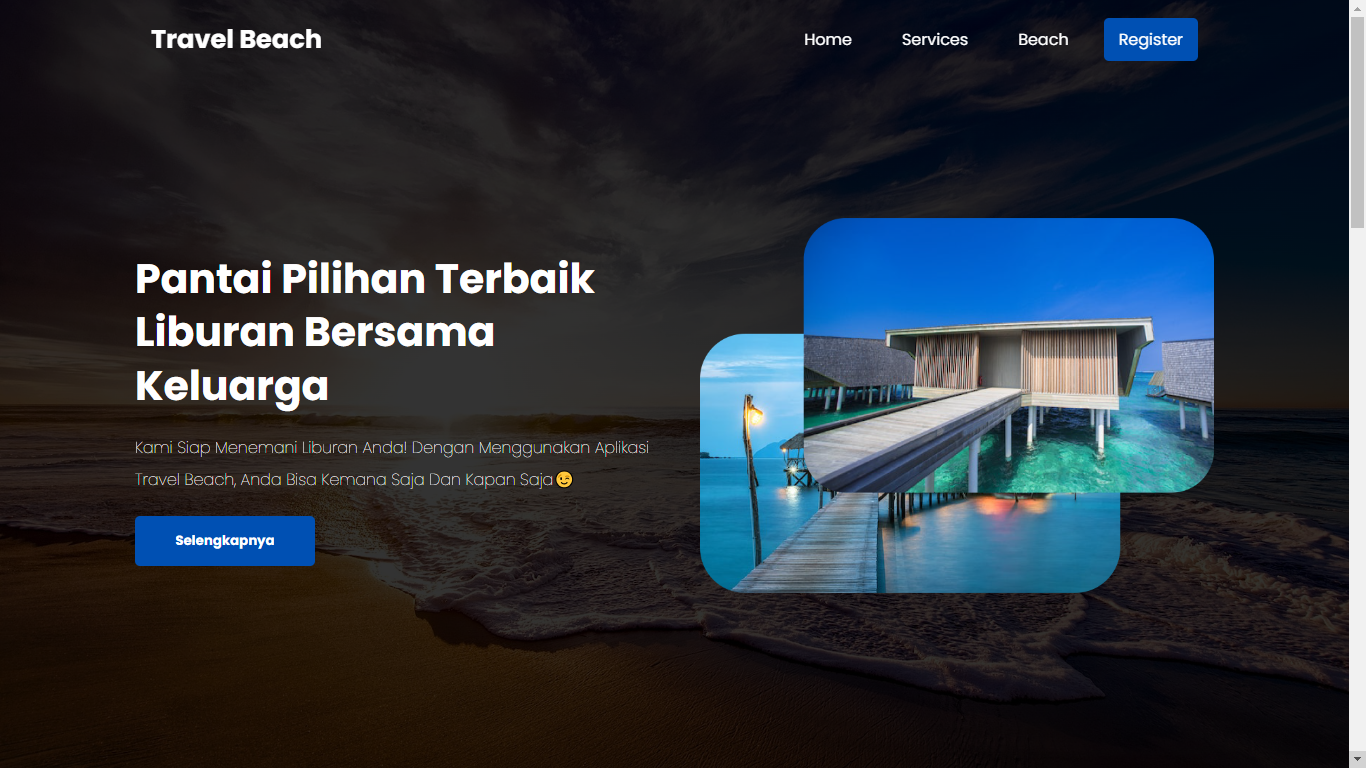 Travel Beach
Home Services Beach Register
Pantai Pilihan Terbaik
Liburan Bersama
Keluarga
Kami Siap Menemani Liburan Anda! Dengan Menggunakan Aplikasi
Travel Beach, Anda Bisa Kemana Saja Dan Kapan Saja😉
Selengkapnya